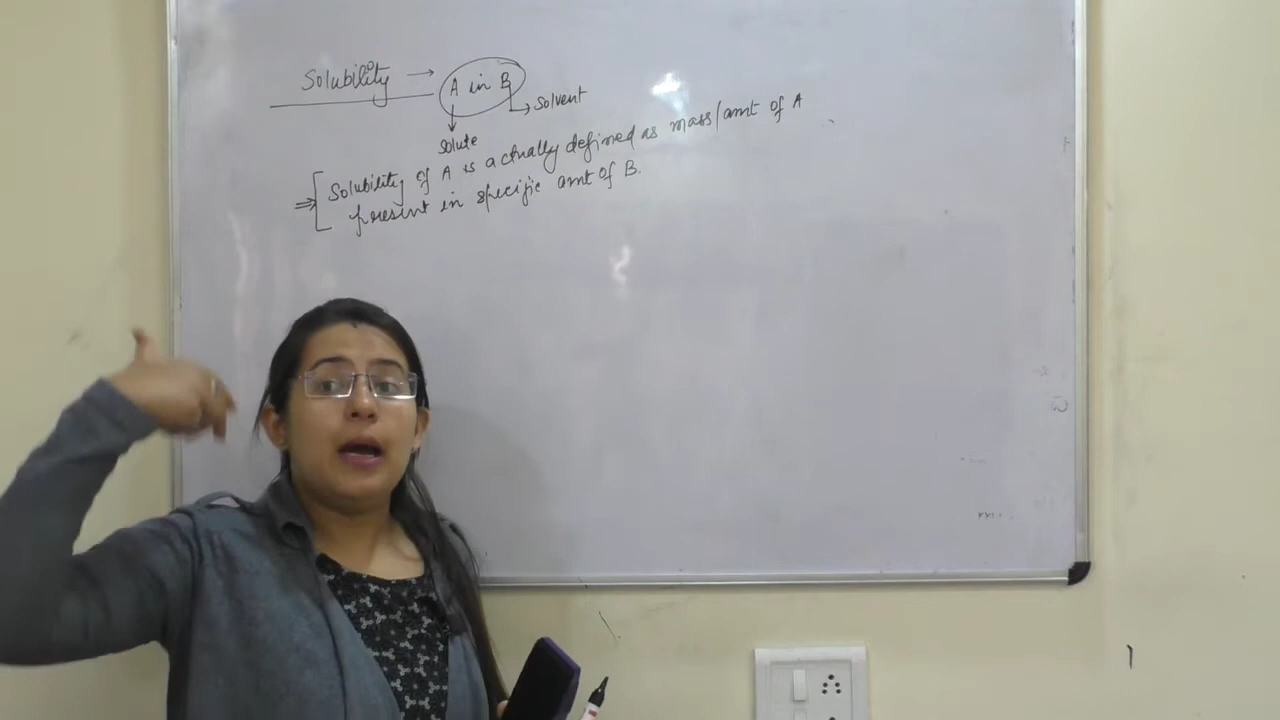 Solubility → A in B
→ Solvent
Solute
⇒ [ Solubility of A is actually defined as mass/amt of A
present in specific amt of B.